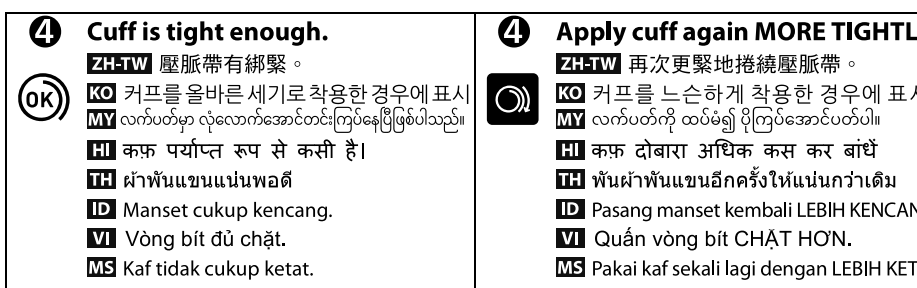 4 Cuff is tight enough.
ZH-TW 壓脈帶有綁緊。
OK
KO 커프를 올바른 세기로 착용한 경우에 표시
MY လက်ပတ်မှာ လုံလောက်အောင်တင်းကြပ်နေပြီဖြစ်ပါသည်။
HI कफ़ पर्याप्त रूप से कसी है।
TH ผ้าพันแขนแน่นพอดี
ID Manset cukup kencang.
VI Vòng bít đủ chặt.
MS Kaf tidak cukup ketat.
4 Apply cuff again MORE TIGHTL
ZH-TW 再次更緊地捲繞壓脈帶。
KO 커프를 느슨하게 착용한 경우에 표시
MY လက်ပတ်ကို ထပ်မံ၍ ပိုကြပ်အောင်ပတ်ပါ။
HI कफ़ दोबारा अधिक कस कर बांधें
TH พันผ้าพันแขนอีกครั้งให้แน่นกว่าเดิม
ID Pasang manset kembali LEBIH KENCAN
VI Quấn vòng bít CHẶT HƠN.
MS Pakai kaf sekali lagi dengan LEBIH KET